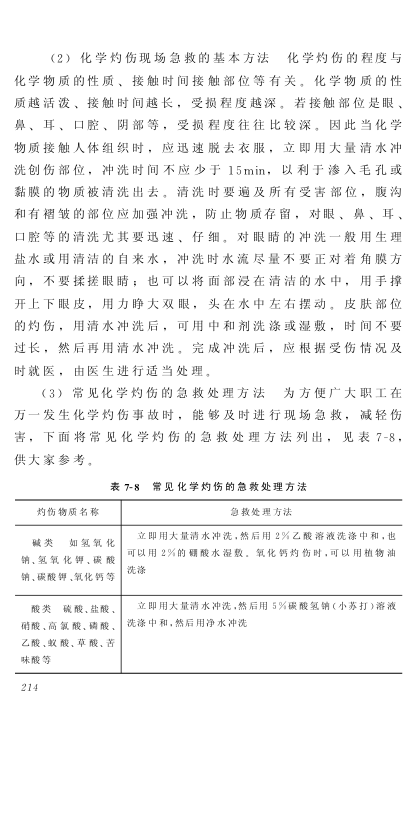 （2）化学灼伤现场急救的基本方法　化学灼伤的程度与
化学物质的性质、接触时间接触部位等有关。化学物质的性
质越活泼、接触时间越长，受损程度越深。若接触部位是眼、
鼻、耳、口腔、阴部等，受损程度往往比较深。因此当化学
物质接触人体组织时，应迅速脱去衣服，立即用大量清水冲
洗创伤部位，冲洗时间不应少于 15min，以利于渗入毛孔或
黏膜的物质被清洗出去。清洗时要遍及所有受害部位，腹沟
和有褶皱的部位应加强冲洗，防止物质存留，对眼、鼻、耳、
口腔等的清洗尤其要迅速、仔细。对眼睛的冲洗一般用生理
盐水或用清洁的自来水，冲洗时水流尽量不要正对着角膜方
向，不要揉搓眼睛；也可以将面部浸在清洁的水中，用手撑
开上下眼皮，用力睁大双眼，头在水中左右摆动。皮肤部位
的灼伤，用清水冲洗后，可用中和剂洗涤或湿敷，时间不要
过长，然后再用清水冲洗。完成冲洗后，应根据受伤情况及
时就医，由医生进行适当处理。
（3）常见化学灼伤的急救处理方法　为方便广大职工在
万一发生化学灼伤事故时，能够及时进行现场急救，减轻伤
害，下面将常见化学灼伤的急救处理方法列出，见表 7-8，
供大家参考。
表 7-8　常见化学灼伤的急救处理方法
灼伤物质名称　急救处理方法
碱类　如氢氧化
钠、氢氧化钾、碳酸
钠、碳酸钾、氧化钙等
立即用大量清水冲洗，然后用 2%乙酸溶液洗涤中和，也
可以用 2%的硼酸水湿敷。氧化钙灼伤时，可以用植物油
洗涤
酸类　硫酸、盐酸、
硝酸、高氯酸、磷酸、
乙酸、蚁酸、草酸、苦
味酸等
立即用大量清水冲洗，然后用 5%碳酸氢钠（小苏打）溶液
洗涤中和，然后用净水冲洗
214